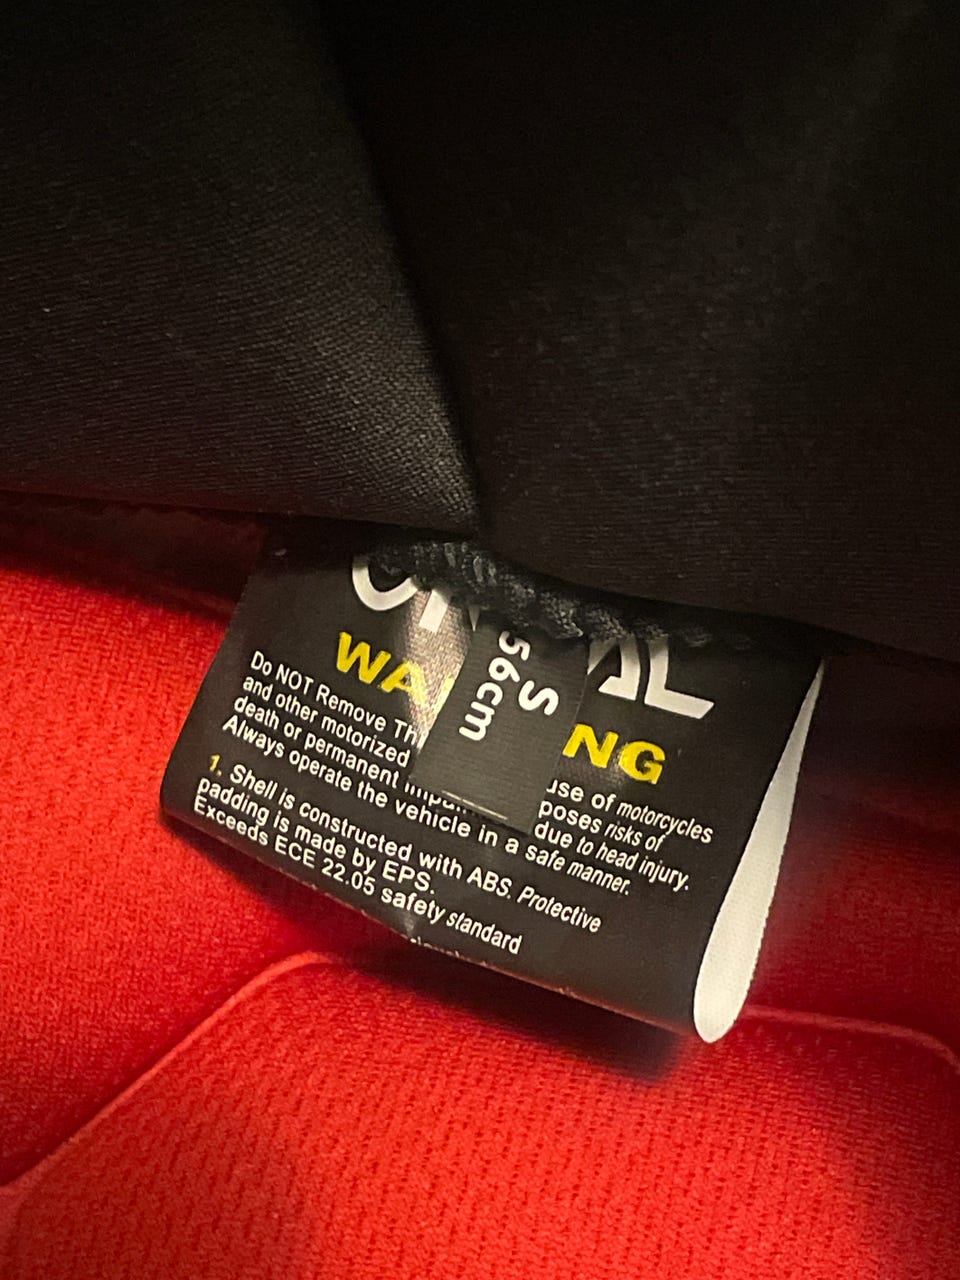 S
56cm
NG
Do NOT Remove
and other motorized use of motorcycles
death or permanent poses risks of
due to head injury.
Always operate the vehicle in a safe manner.
1. Shell is constructed with ABS. Protective
padding is made by EPS.
Exceeds ECE 22.05 safety standard